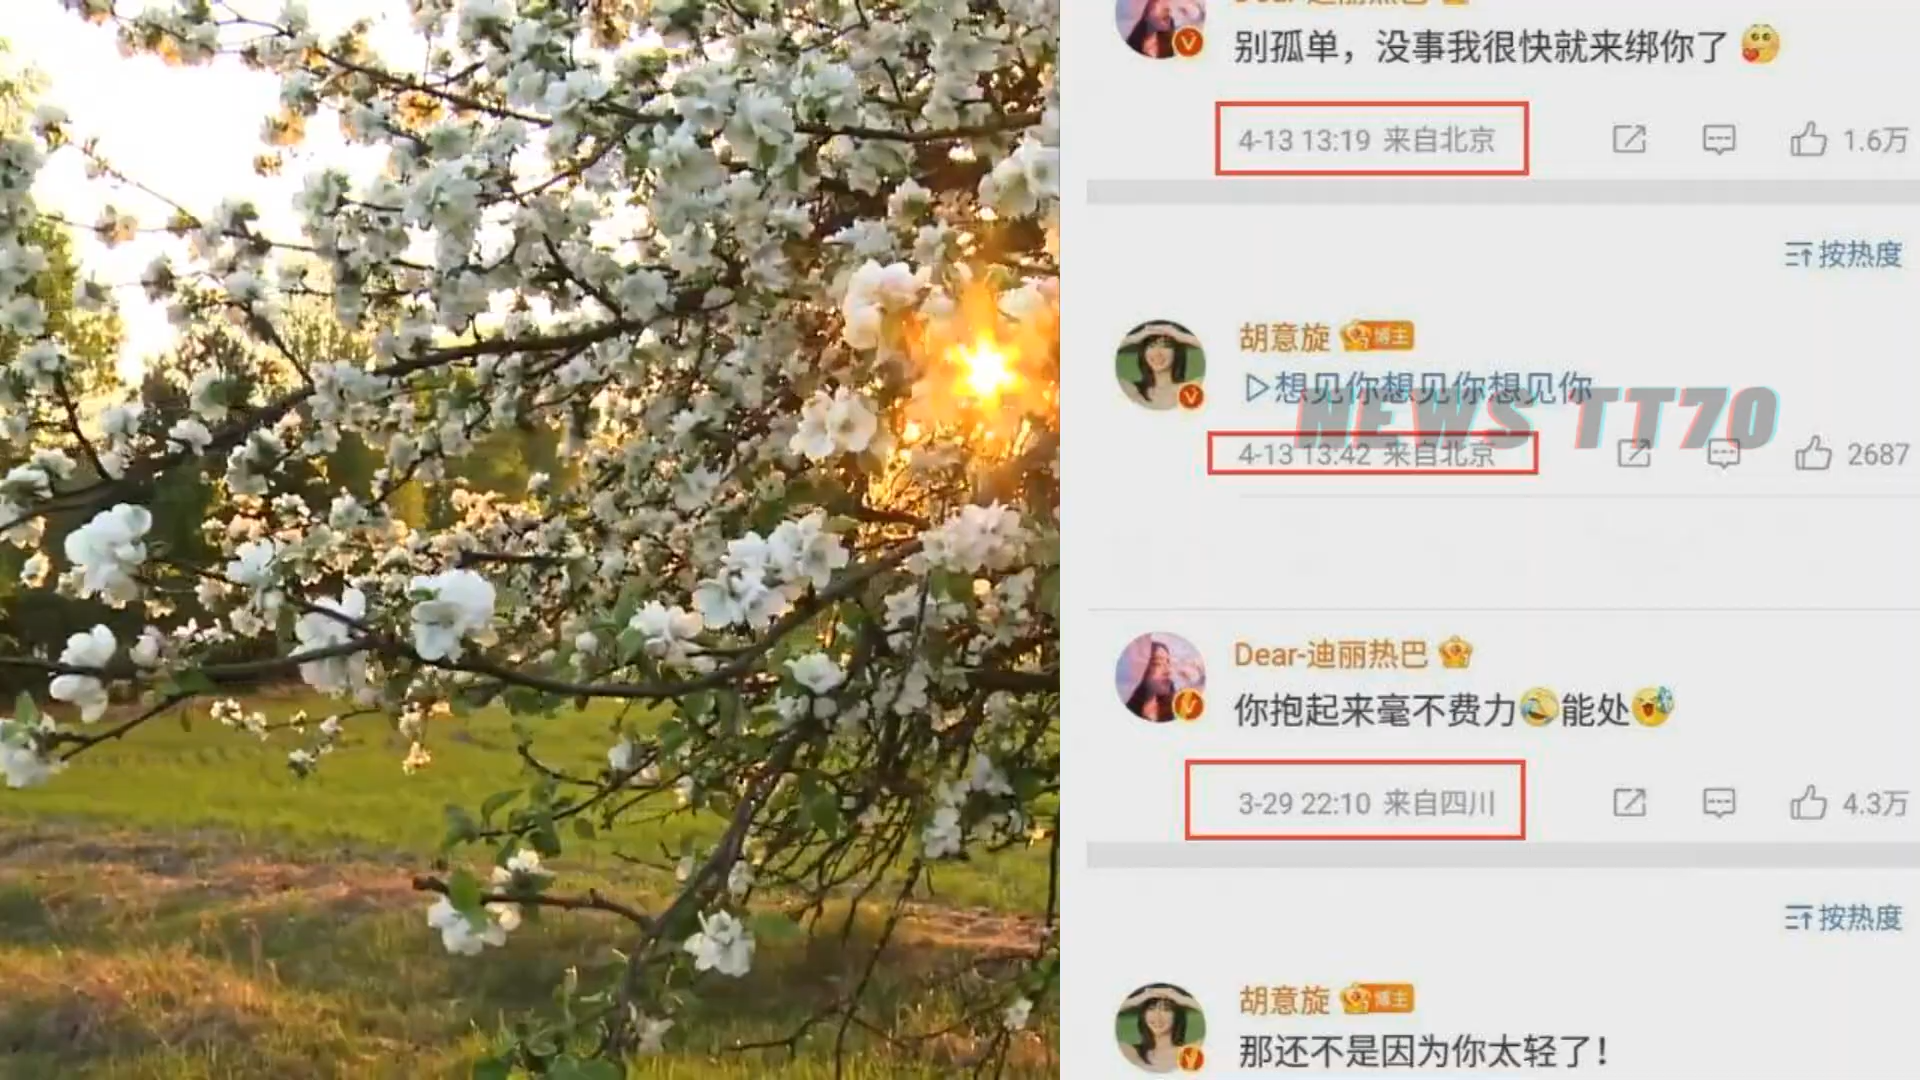 Dear-迪丽热巴
别孤单，没事我很快就来绑你了
4-13 13:19 来自北京
1.6万
按热度
胡意旋 博主
想见你想见你想见你
NEWS TT70
4-13 13:42 来自北京
2687
Dear-迪丽热巴
你抱起来毫不费力能处
3-29 22:10 来自四川
4.3万
按热度
胡意旋 博主
那还不是因为你太轻了！